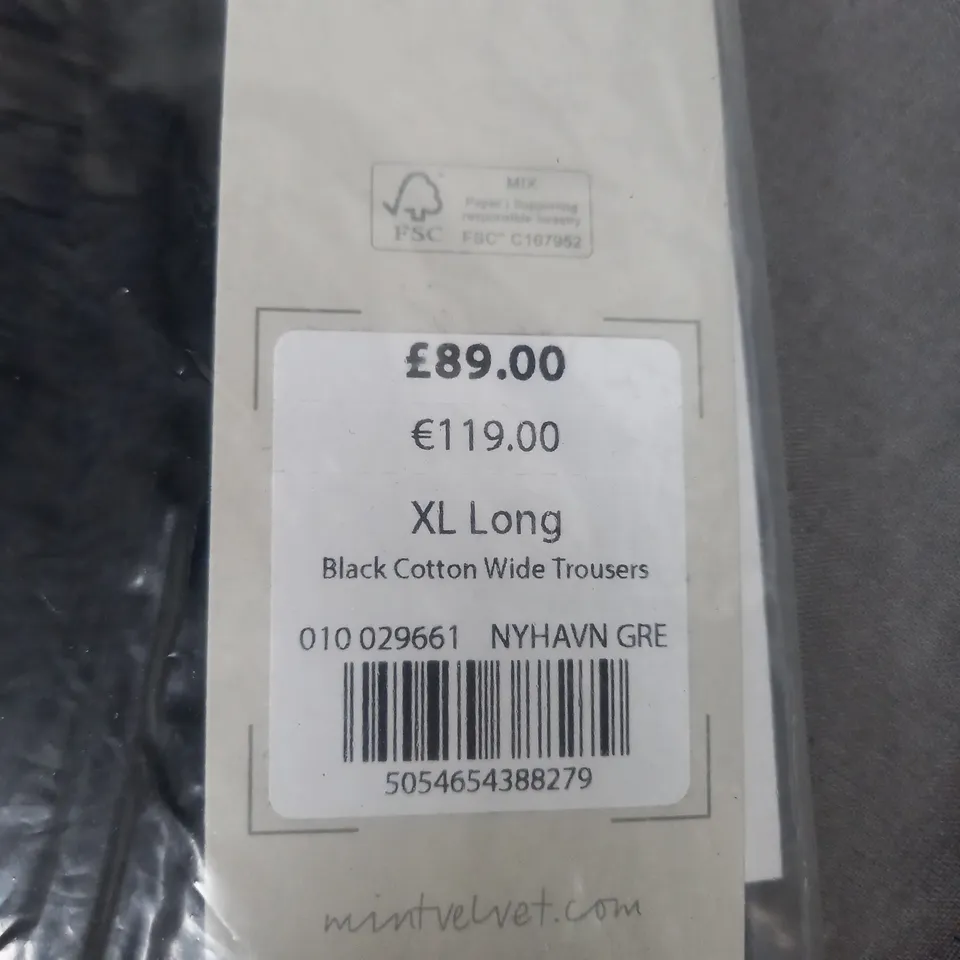 MIX
Paper | Supporting
responsible forestry
FSC
FSC™ C107952
£89.00
€119.00
XL Long
Black Cotton Wide Trousers
010 029661 NYHAVN GRE
5054654388279
mintvelvet.com